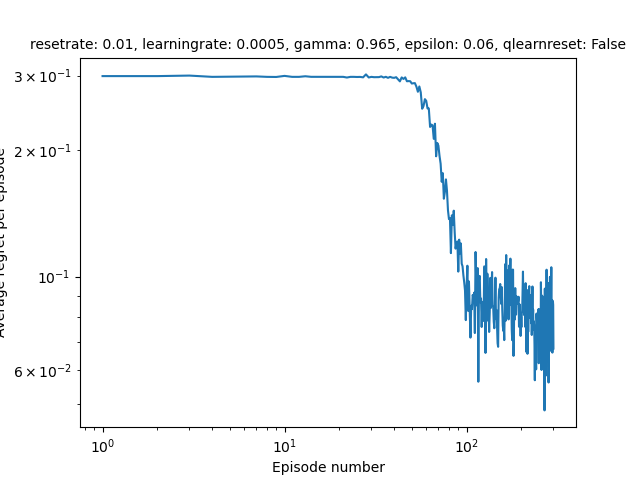 resetrate: 0.01, learningrate: 0.0005, gamma: 0.965, epsilon: 0.06, qlearnreset: False
3 × 10⁻¹
2 × 10⁻¹
10⁻¹
6 × 10⁻²
Average regret per episode
10⁰ 10¹ 10²
Episode number